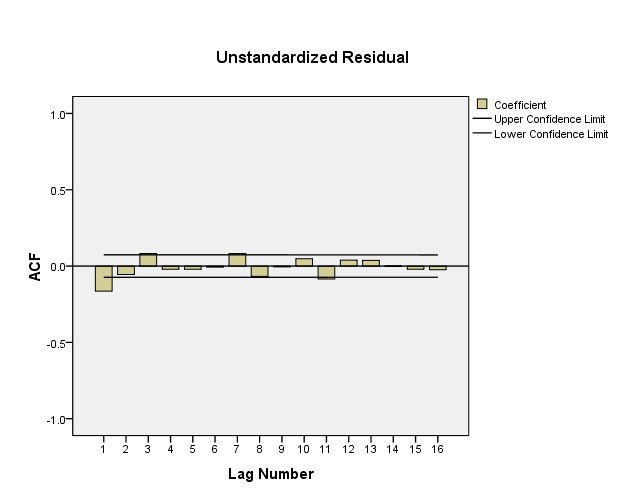 Unstandardized Residual
Coefficient
Upper Confidence Limit
Lower Confidence Limit
1.0
0.5
0.0
-0.5
-1.0
ACF
1 2 3 4 5 6 7 8 9 10 11 12 13 14 15 16
Lag Number